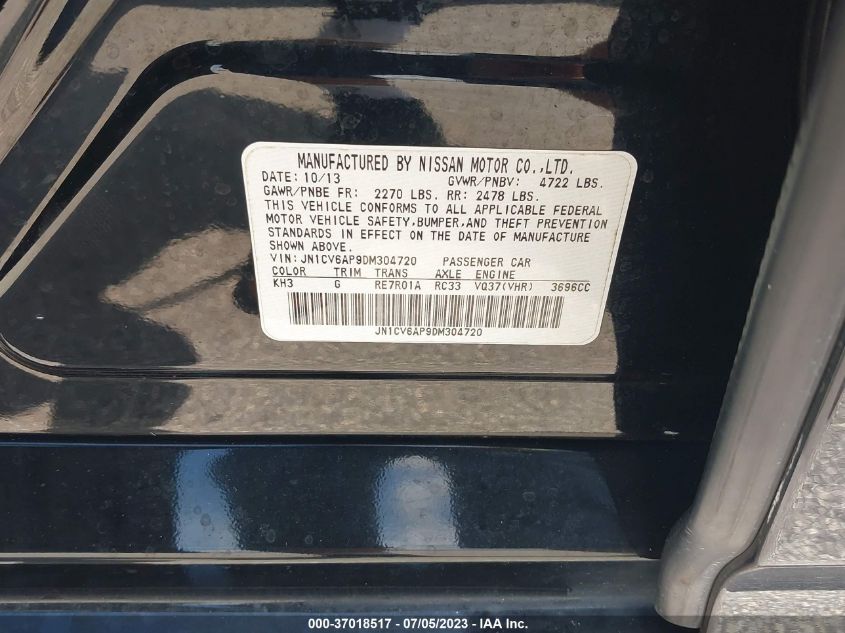 MANUFACTURED BY NISSAN MOTOR CO.,LTD.
DATE: 10/13 GVWR/PNBV: 4722 LBS.
GAWR/PNBE FR: 2270 LBS. RR: 2478 LBS.
THIS VEHICLE CONFORMS TO ALL APPLICABLE FEDERAL
MOTOR VEHICLE SAFETY,BUMPER,AND THEFT PREVENTION
STANDARDS IN EFFECT ON THE DATE OF MANUFACTURE
SHOWN ABOVE.
VIN: JN1CV6AP9DM304720 PASSENGER CAR
COLOR TRIM TRANS AXLE ENGINE
KH3 G RE7R01A RC33 VQ37(VHR) 3696CC
JN1CV6AP9DM304720
000-37018517 - 07/05/2023 - © IAA, Inc.